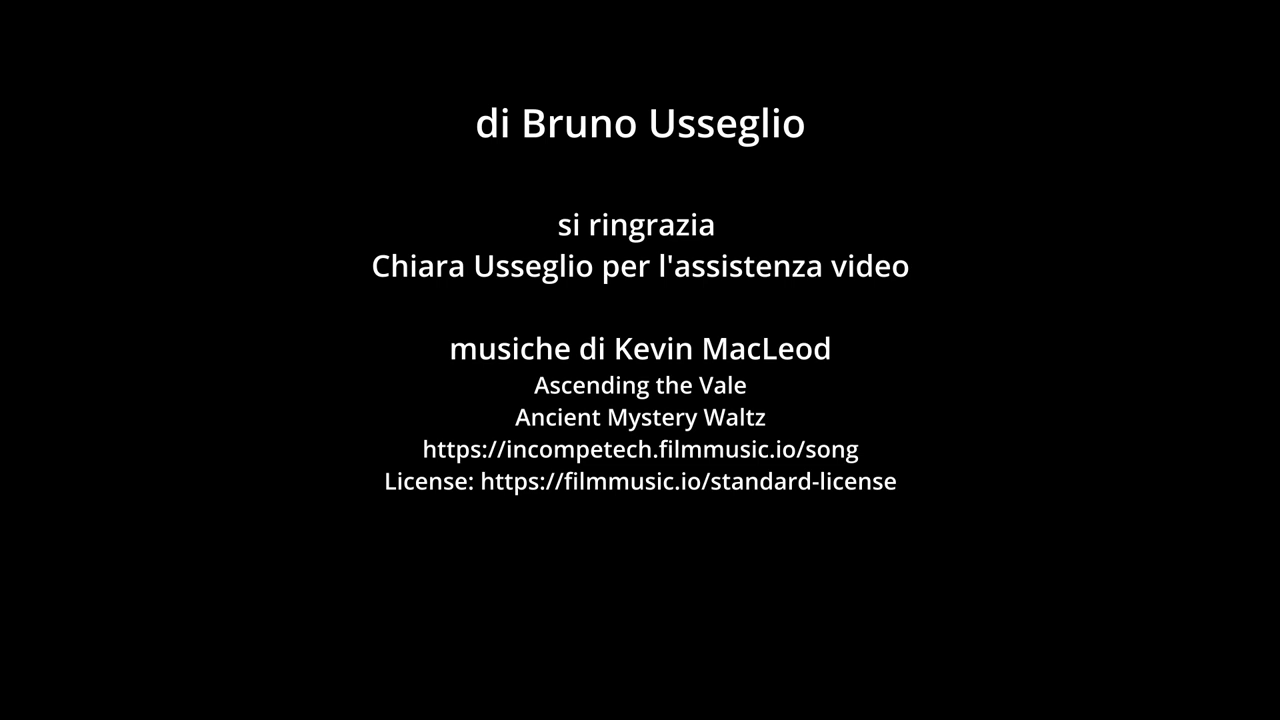 di Bruno Usseglio
si ringrazia
Chiara Usseglio per l'assistenza video
musiche di Kevin MacLeod
Ascending the Vale
Ancient Mystery Waltz
https://incompetech.filmmusic.io/song
License: https://filmmusic.io/standard-license